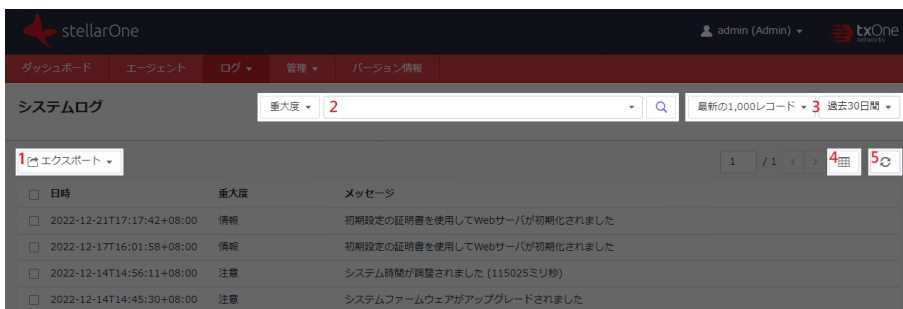 stellarOne admin (Admin) txOne networks
ダッシュボード エージェント ログ 管理 バージョン情報
システムログ 重大度 2 最新の1,000レコード 3 過去30日間
1 エクスポート 1 / 1 < > 4 5
日時 重大度 メッセージ
2022-12-21T17:17:42+08:00 情報 初期設定の証明書を使用してWebサーバが初期化されました
2022-12-17T16:01:58+08:00 情報 初期設定の証明書を使用してWebサーバが初期化されました
2022-12-14T14:56:11+08:00 注意 システム時間が調整されました (115025ミリ秒)
2022-12-14T14:45:30+08:00 注意 システムファームウェアがアップグレードされました